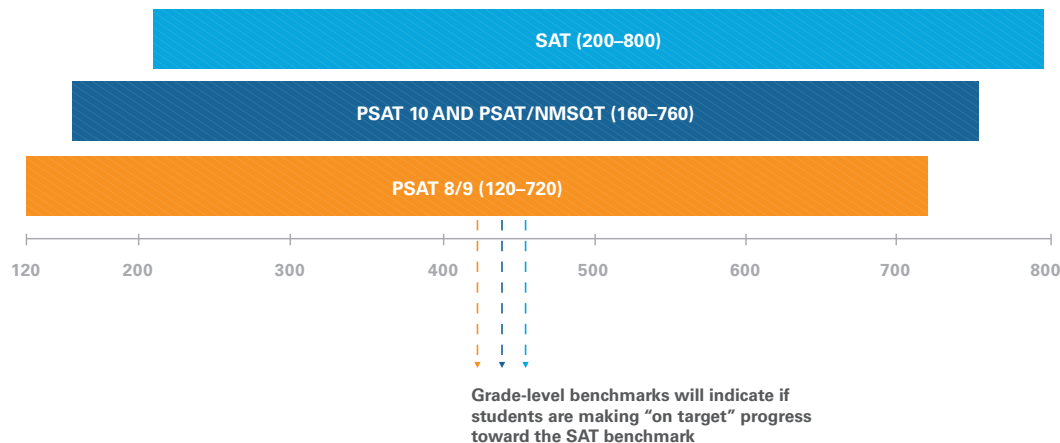 SAT (200–800)
PSAT 10 AND PSAT/NMSQT (160–760)
PSAT 8/9 (120–720)
120 200 300 400 500 600 700 800
Grade-level benchmarks will indicate if
students are making “on target” progress
toward the SAT benchmark